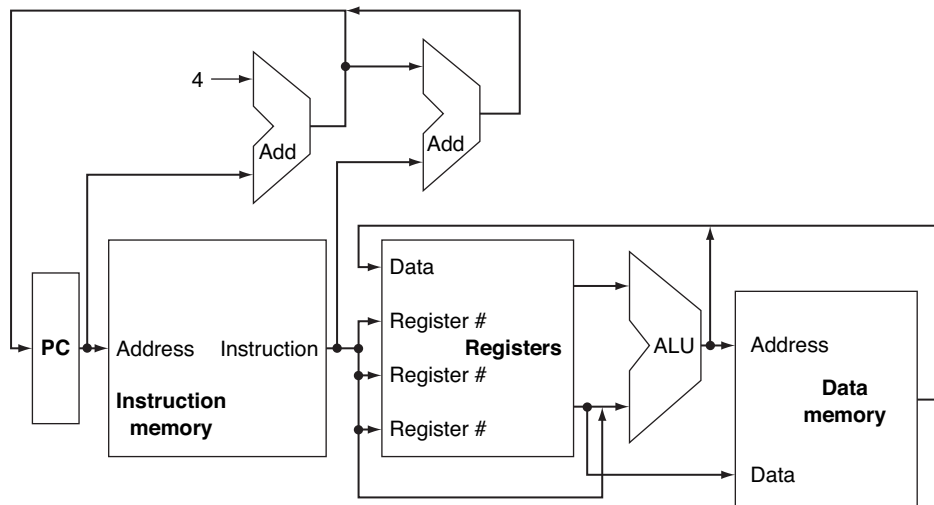 4
Add
Add
Data
Register #
Register #
Register #
Registers
PC
Address
Instruction
Instruction
memory
ALU
Address
Data
memory
Data